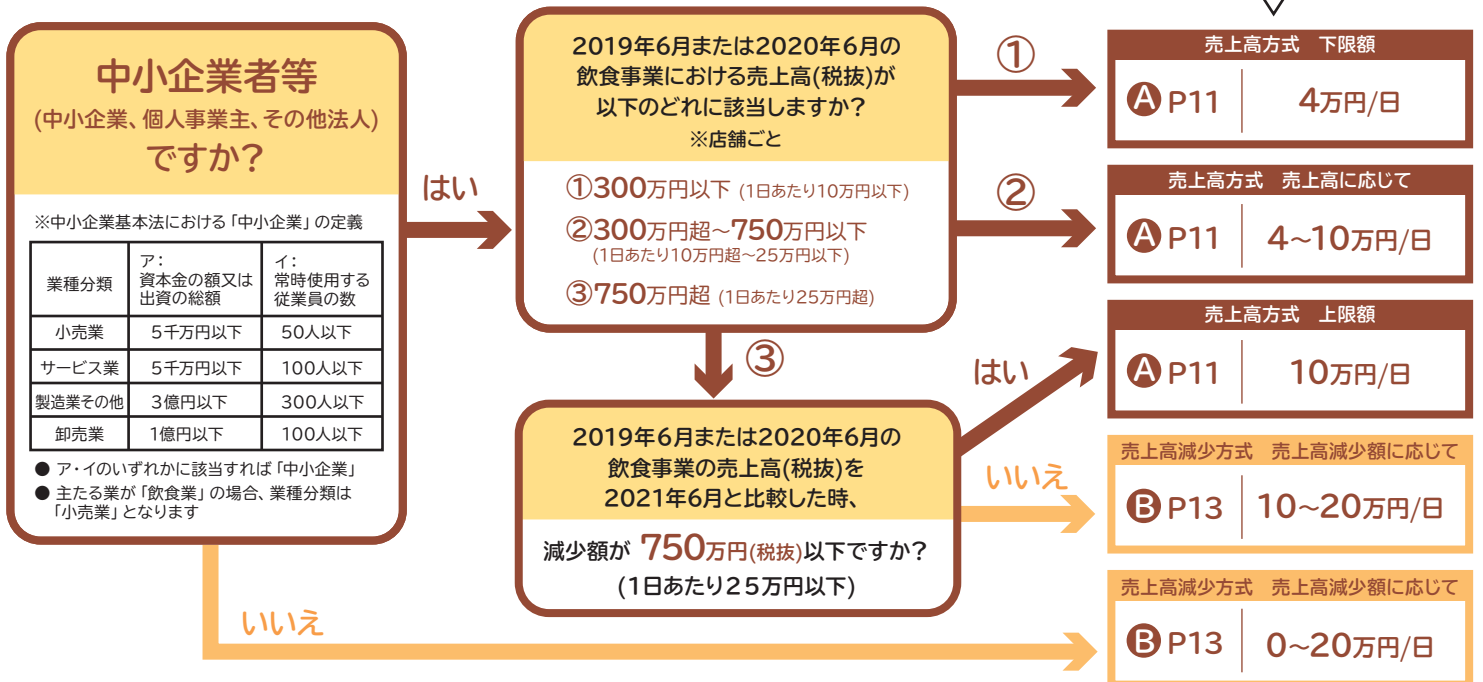 中小企業者等
(中小企業、個人事業主、その他法人)
ですか?
※中小企業基本法における「中小企業」の定義
業種分類
ア:
資本金の額又は
出資の総額
イ:
常時使用する
従業員の数
小売業 5千万円以下 50人以下
サービス業 5千万円以下 100人以下
製造業その他 3億円以下 300人以下
卸売業 1億円以下 100人以下
● ア・イのいずれかに該当すれば「中小企業」
● 主たる業が「飲食業」の場合、業種分類は
「小売業」となります
はい
いいえ
2019年6月または2020年6月の
飲食事業における売上高(税抜)が
以下のどれに該当しますか?
※店舗ごと
①300万円以下 (1日あたり10万円以下)
②300万円超~750万円以下
(1日あたり10万円超~25万円以下)
③750万円超 (1日あたり25万円超)
①
②
③
2019年6月または2020年6月の
飲食事業の売上高(税抜)を
2021年6月と比較した時、
減少額が 750万円(税抜)以下ですか?
(1日あたり25万円以下)
はい
いいえ
売上高方式 下限額
A P11 4万円/日
売上高方式 売上高に応じて
A P11 4~10万円/日
売上高方式 上限額
A P11 10万円/日
売上高減少方式 売上高減少額に応じて
B P13 10~20万円/日
売上高減少方式 売上高減少額に応じて
B P13 0~20万円/日